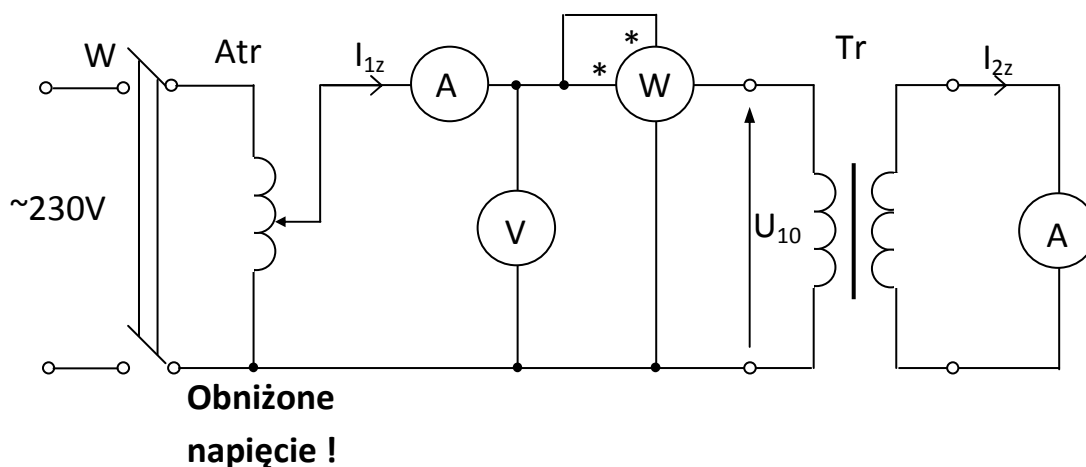 W
Atr
I₁z
A
*
*
W
Tr
I₂z
~230V
V
U₁₀
A
Obniżone
napięcie !